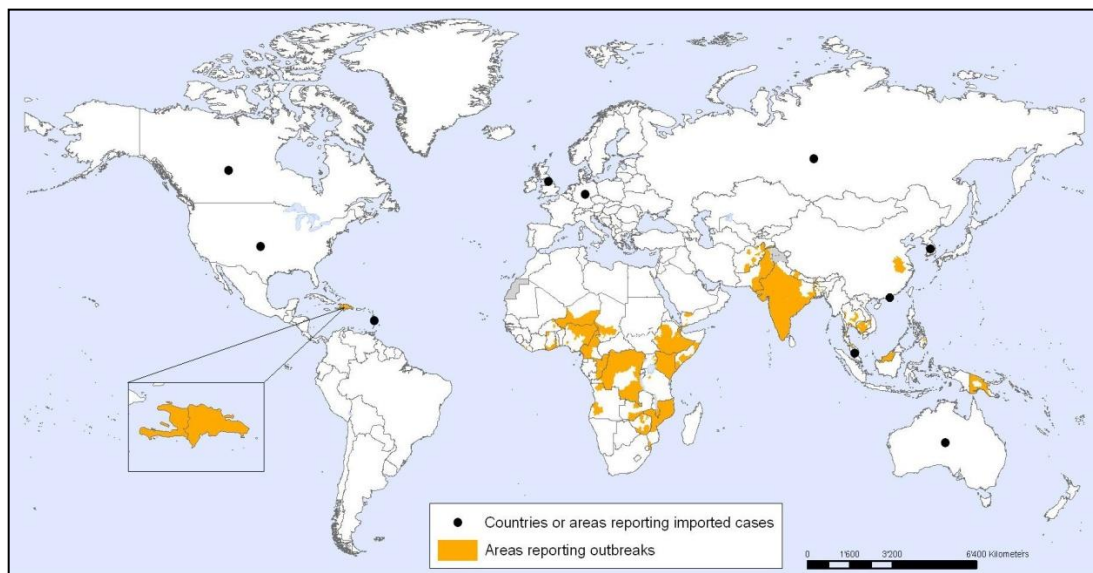 Countries or areas reporting imported cases
Areas reporting outbreaks
0 1'600 3'200 6'400 Kilometers